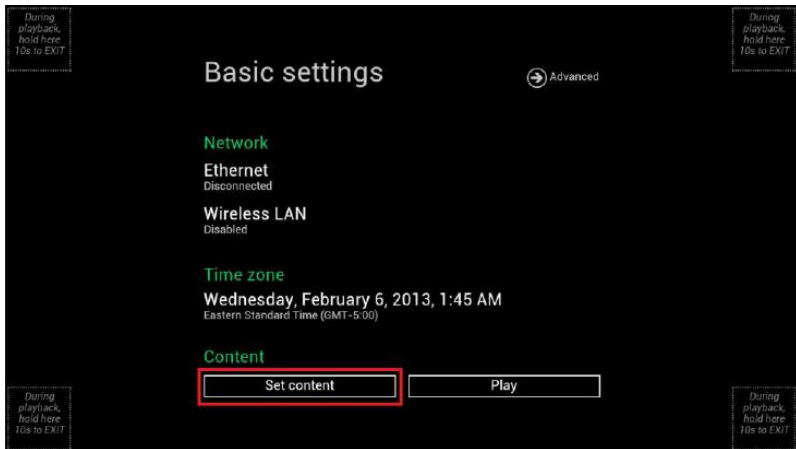 During
playback,
hold here
10s to EXIT
During
playback,
hold here
10s to EXIT
Basic settings
Advanced
Network
Ethernet
Disconnected
Wireless LAN
Disabled
Time zone
Wednesday, February 6, 2013, 1:45 AM
Eastern Standard Time (GMT-5:00)
Content
Set content
Play
During
playback,
hold here
10s to EXIT
During
playback,
hold here
10s to EXIT